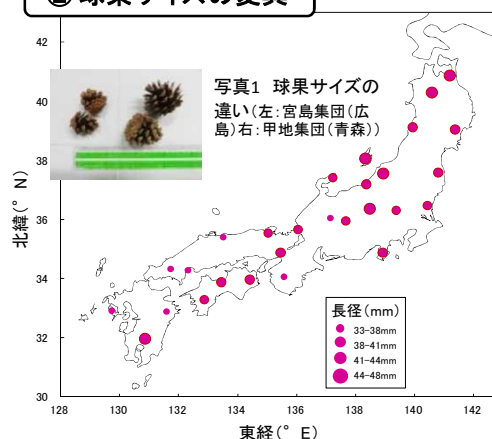 球果サイズの変異
写真1 球果サイズの
違い(左:宮島集団(広
島)右:甲地集団(青森))
北緯(°N)
42
40
38
36
34
32
30
128
130
132
134
136
138
140
142
東経(°E)
長径(mm)
33-38mm
38-41mm
41-44mm
44-48mm